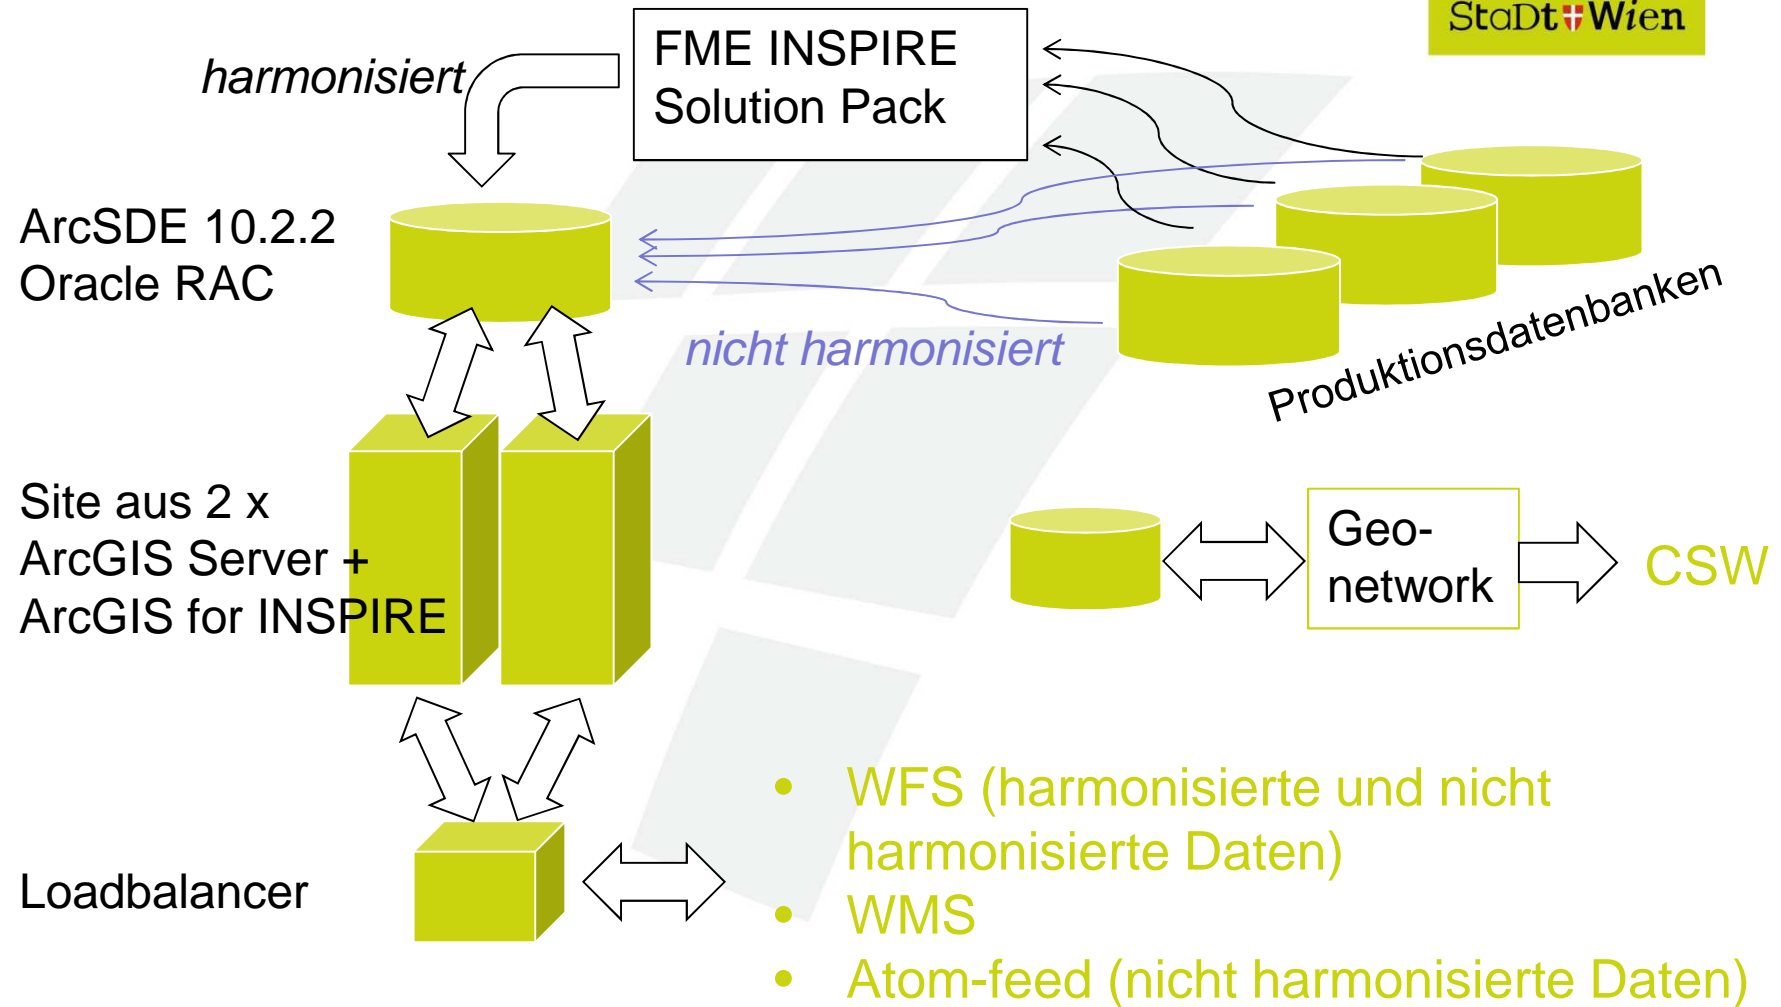 StaDt Wien
harmonisiert
FME INSPIRE
Solution Pack
ArcSDE 10.2.2
Oracle RAC
nicht harmonisiert
Produktionsdatenbanken
Site aus 2 x
ArcGIS Server +
ArcGIS for INSPIRE
Geo-
network
CSW
Loadbalancer
• WFS (harmonisierte und nicht
harmonisierte Daten)
• WMS
• Atom-feed (nicht harmonisierte Daten)